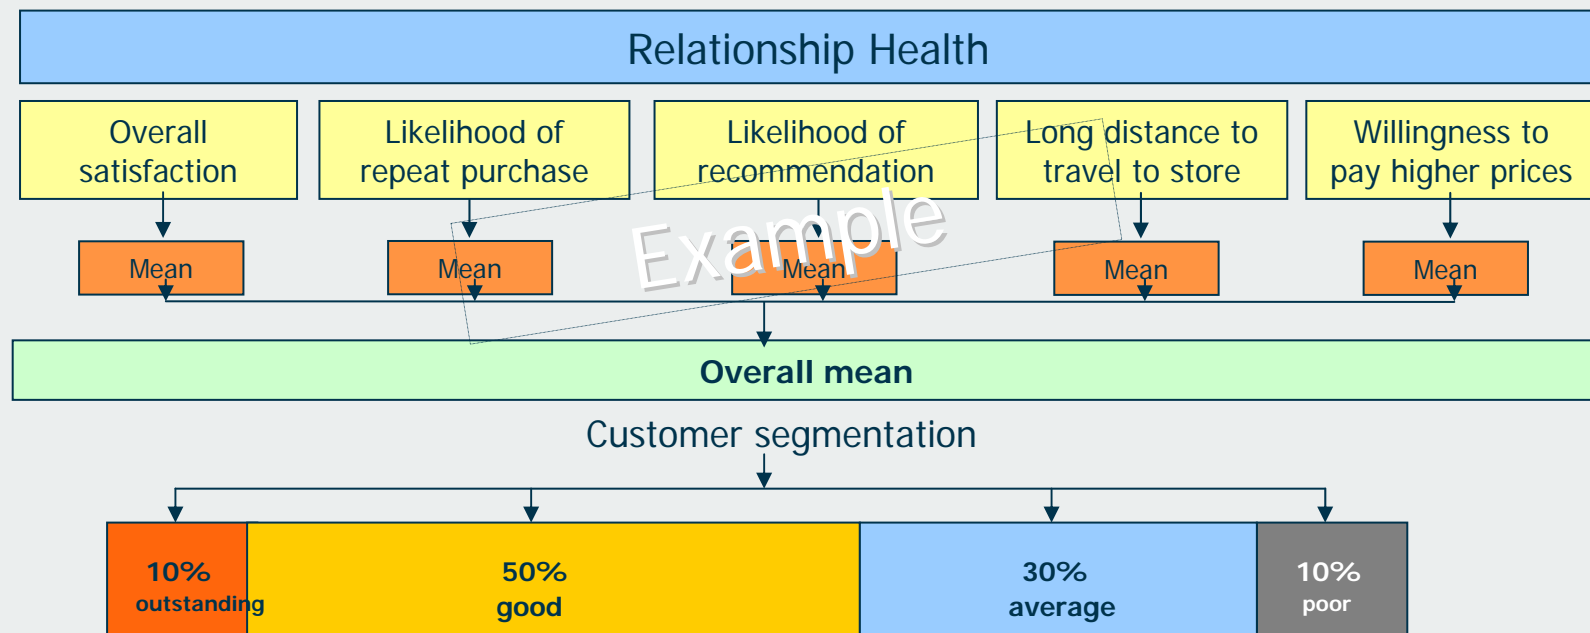 Relationship Health
Overall
satisfaction
Likelihood of
repeat purchase
Likelihood of
recommendation
Long distance to
travel to store
Willingness to
pay higher prices
Mean
Mean
Mean
Mean
Mean
Example
Overall mean
Customer segmentation
10%
outstanding
50%
good
30%
average
10%
poor